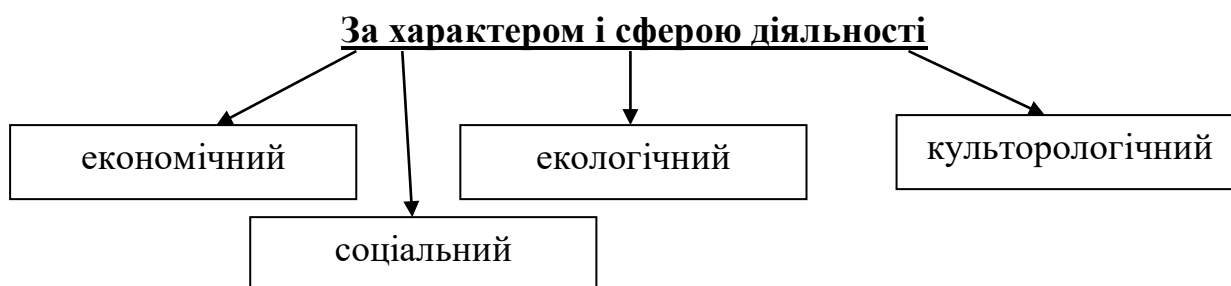 За характером і сферою діяльності
економічний
екологічний
культорологічний
соціальний